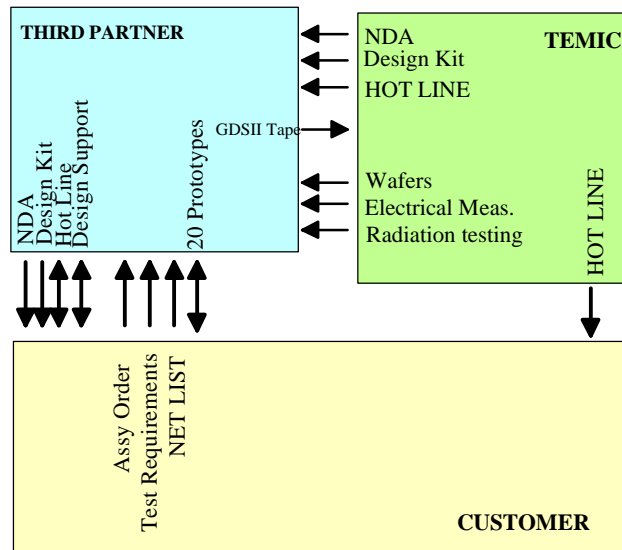 THIRD PARTNER
NDA
TEMIC
Design Kit
HOT LINE
GDSII Tape
Wafers
Electrical Meas.
Radiation testing
NDA
Design Kit
Hot Line
Design Support
20 Prototypes
HOT LINE
Assy Order
Test Requirements
NET LIST
CUSTOMER